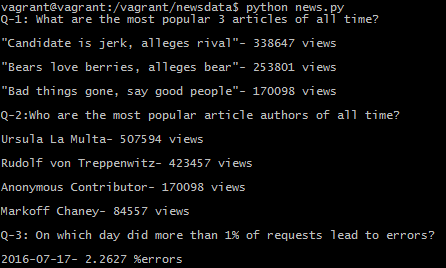 vagrant@vagrant:/vagrant/newsdata$ python news.py
Q-1: What are the most popular 3 articles of all time?
"Candidate is jerk, alleges rival"- 338647 views
"Bears love berries, alleges bear"- 253801 views
"Bad things gone, say good people"- 170098 views
Q-2:Who are the most popular article authors of all time?
Ursula La Multa- 507594 views
Rudolf von Treppenwitz- 423457 views
Anonymous Contributor- 170098 views
Markoff Chaney- 84557 views
Q-3: On which day did more than 1% of requests lead to errors?
2016-07-17- 2.2627 %errors